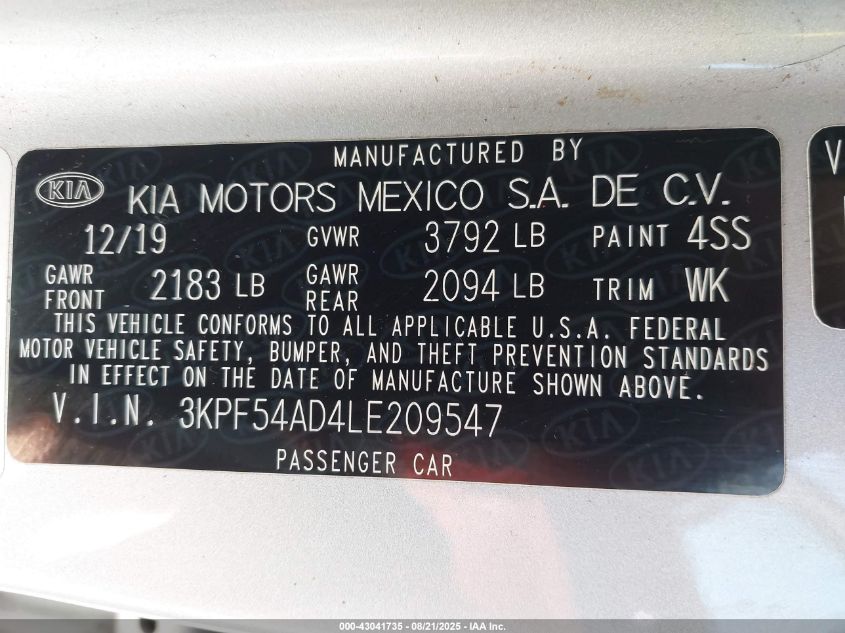 MANUFACTURED BY
KIA KIA MOTORS MEXICO S.A. DE C.V.
12/19 GVWR 3792 LB PAINT 4SS
GAWR FRONT 2183 LB GAWR REAR 2094 LB TRIM WK
THIS VEHICLE CONFORMS TO ALL APPLICABLE U.S.A. FEDERAL
MOTOR VEHICLE SAFETY, BUMPER, AND THEFT PREVENTION STANDARDS
IN EFFECT ON THE DATE OF MANUFACTURE SHOWN ABOVE.
V.I.N. 3KPF54AD4LE209547
PASSENGER CAR
V
000-43041735 - 08/21/2025 - IAA Inc.